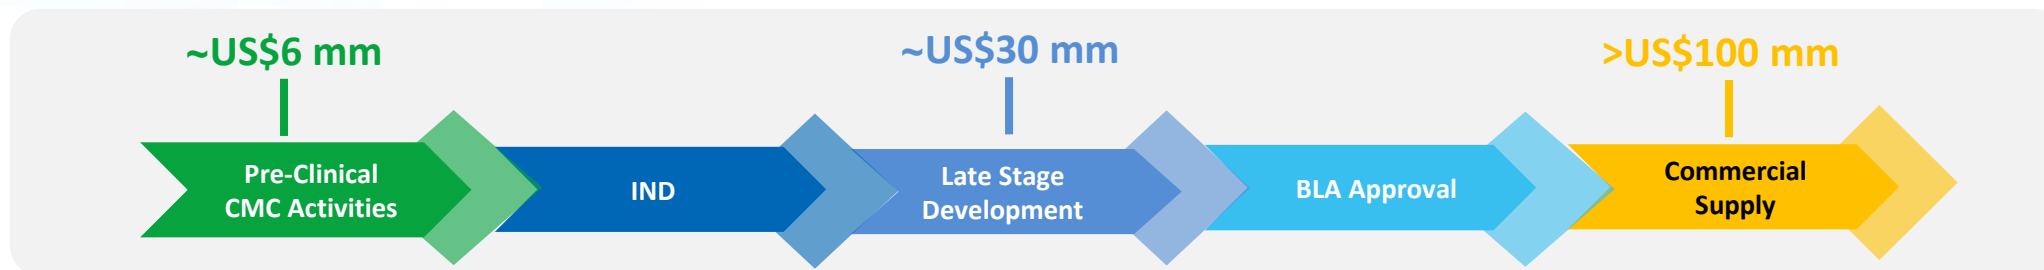 ~US$6 mm
~US$30 mm
>US$100 mm
Pre-Clinical
CMC Activities
IND
Late Stage
Development
BLA Approval
Commercial
Supply